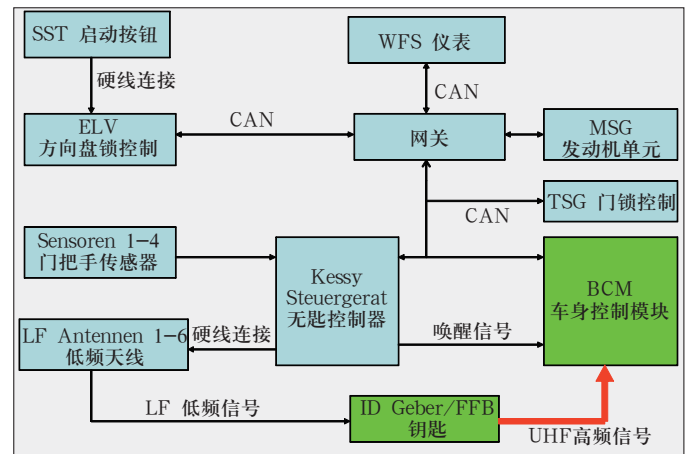 SST 启动按钮
WFS 仪表
硬线连接
CAN
ELV
方向盘锁控制
CAN
网关
MSG
发动机单元
TSG 门锁控制
CAN
Sensoren 1-4
门把手传感器
Kessy
Steuergerat
无匙控制器
BCM
车身控制模块
LF Antennen 1-6
低频天线
硬线连接
唤醒信号
LF 低频信号
ID Geber/FFB
钥匙
UHF高频信号